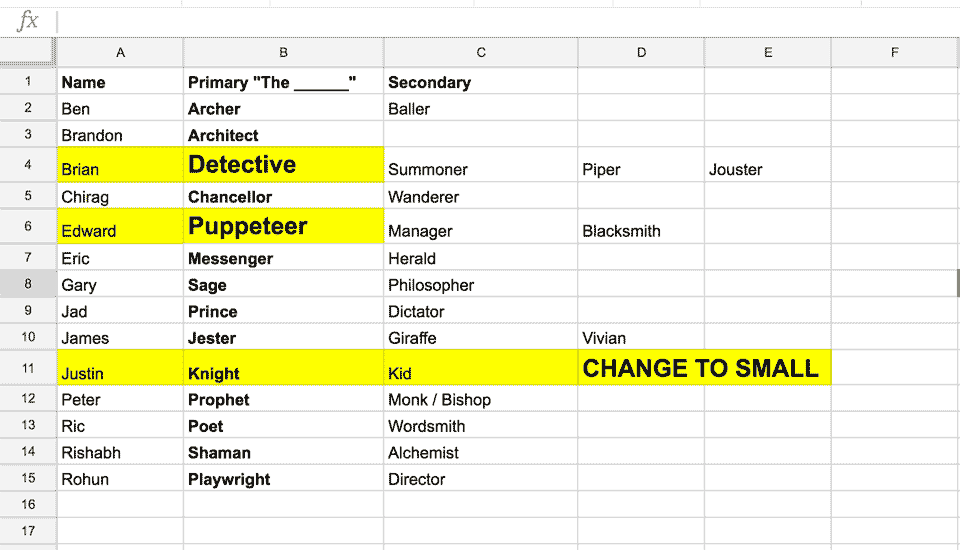 fx
A B C D E F
1 Name Primary "The ______" Secondary
2 Ben Archer Baller
3 Brandon Architect
4 Brian Detective Summoner Piper Jouster
5 Chirag Chancellor Wanderer
6 Edward Puppeteer Manager Blacksmith
7 Eric Messenger Herald
8 Gary Sage Philosopher
9 Jad Prince Dictator
10 James Jester Giraffe Vivian
11 Justin Knight Kid CHANGE TO SMALL
12 Peter Prophet Monk / Bishop
13 Ric Poet Wordsmith
14 Rishabh Shaman Alchemist
15 Rohun Playwright Director
16
17